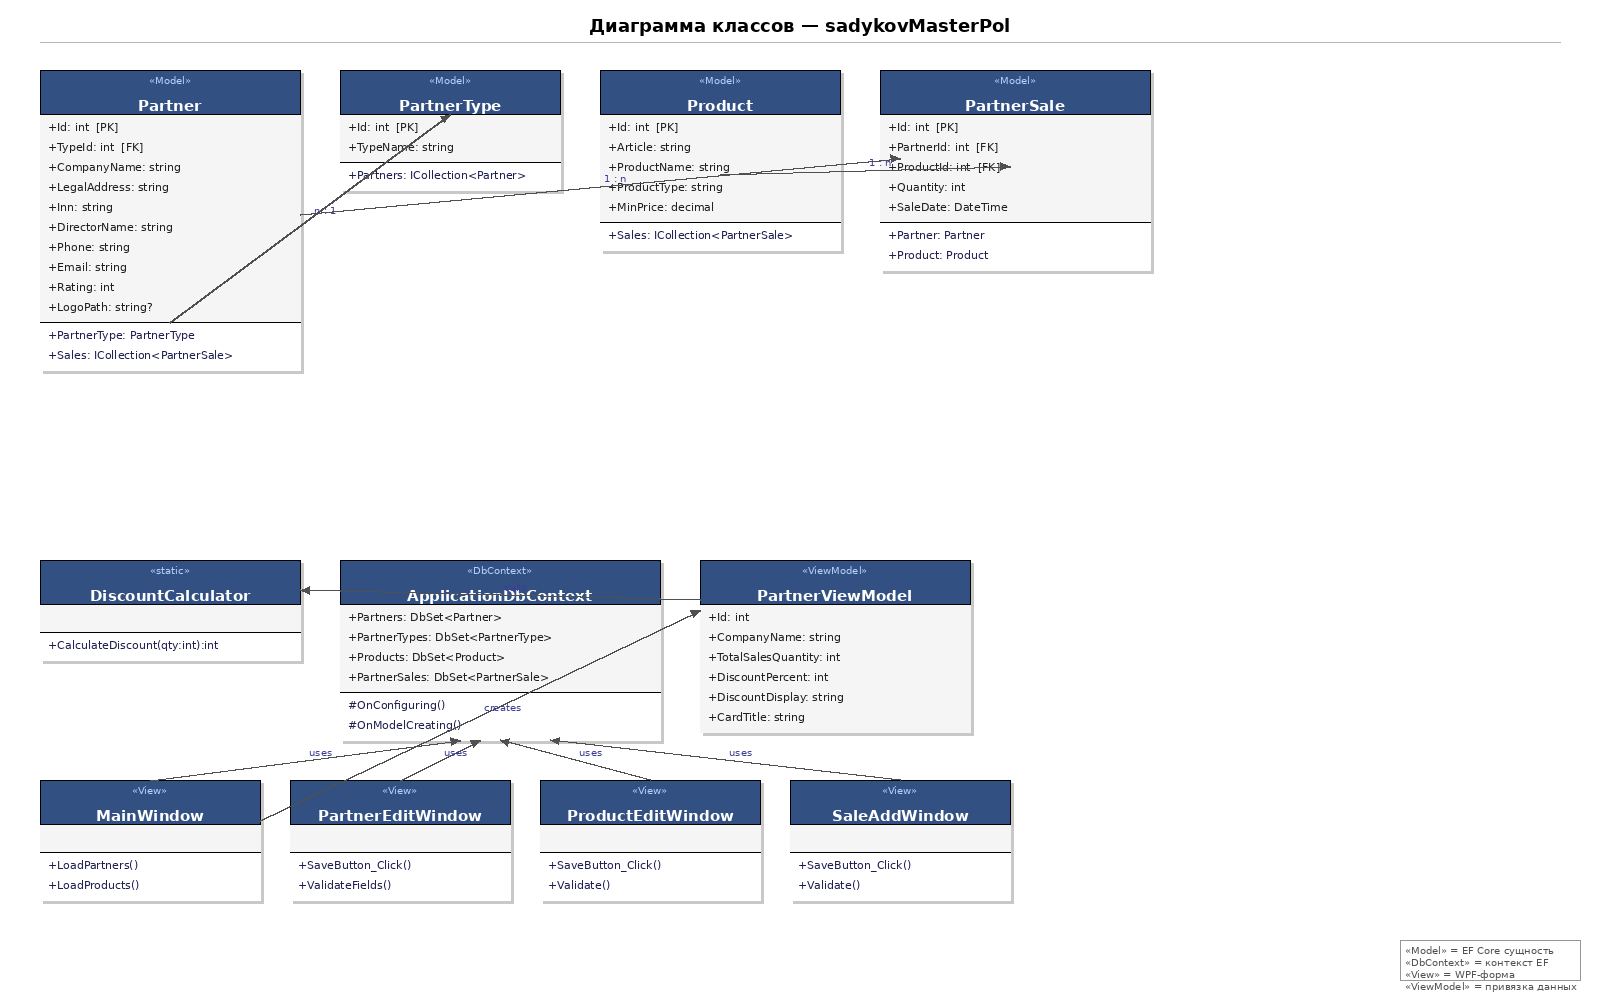 Диаграмма классов — sadykovMasterPol
«Model»
Partner
+Id: int [PK]
+TypeId: int [FK]
+CompanyName: string
+LegalAddress: string
+Inn: string
+DirectorName: string
+Phone: string
+Email: string
+Rating: int
+LogoPath: string?
+PartnerType: PartnerType
+Sales: ICollection<PartnerSale>
«Model»
PartnerType
+Id: int [PK]
+TypeName: string
+Partners: ICollection<Partner>
n : 1
«Model»
Product
+Id: int [PK]
+Article: string
+ProductName: string
1 : n
+ProductType: string
+MinPrice: decimal
+Sales: ICollection<PartnerSale>
«Model»
PartnerSale
+Id: int [PK]
+PartnerId: int [FK]
1 : n
+ProductId: int [FK]
+Quantity: int
+SaleDate: DateTime
+Partner: Partner
+Product: Product
«static»
DiscountCalculator
+CalculateDiscount(qty:int):int
«DbContext»
ApplicationDbContext
+Partners: DbSet<Partner>
+PartnerTypes: DbSet<PartnerType>
+Products: DbSet<Product>
+PartnerSales: DbSet<PartnerSale>
#OnConfiguring()
#OnModelCreating()
creates
«ViewModel»
PartnerViewModel
+Id: int
+CompanyName: string
+TotalSalesQuantity: int
+DiscountPercent: int
+DiscountDisplay: string
+CardTitle: string
uses
uses
uses
uses
«View»
MainWindow
+LoadPartners()
+LoadProducts()
«View»
PartnerEditWindow
+SaveButton_Click()
+ValidateFields()
«View»
ProductEditWindow
+SaveButton_Click()
+Validate()
«View»
SaleAddWindow
+SaveButton_Click()
+Validate()
«Model» = EF Core сущность
«DbContext» = контекст EF
«View» = WPF-форма
«ViewModel» = привязка данных